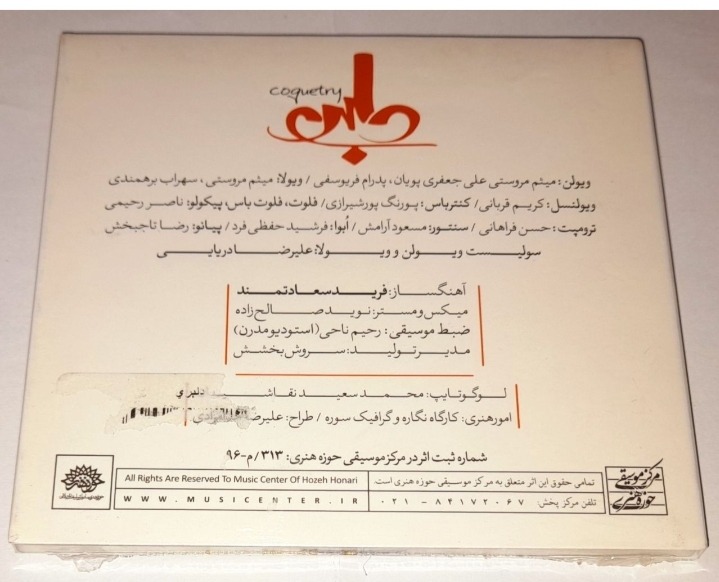 coquetry
دلبری
ویولن: میثم مروستی علی جعفری پویان، پدرام فریوسفی / ویولا: میثم مروستی، سهراب برهمندی
ویولنسل: کریم قربانی / کنترباس: پورنگ پورشیرازی / فلوت، فلوت باس، پیکولو: ناصر رحیمی
ترومپت: حسن فراهانی / سنتور: مسعود آرامش / اُبوا: فرشید حفظی فرد / پیانو: رضا تاجبخش
سولیست ویولن و ویولا: علیرضا دریایی
آهنگساز: فرید سعادتمند
میکس و مستر: نوید صالح زاده
ضبط موسیقی: رحیم ناحی (استودیو مدرن)
مدیر تولید: سروش بخشش
لوگوتایپ: محمد سعید نقاشیان
امور هنری: کارگاه نگاره و گرافیک سوره / طراح:
شماره ثبت اثر در مرکز موسیقی حوزه هنری: ۳۱۳/م-۹۶
تمامی حقوق این اثر متعلق به مرکز موسیقی حوزه هنری است
All Rights Are Reserved To Music Center Of Hozeh Honari
تلفن مرکز پخش: ۰۲۱ - ۸۴۱۷۲۰۶۷
WWW.MUSICENTER.IR
مرکز موسیقی
حوزه هنری